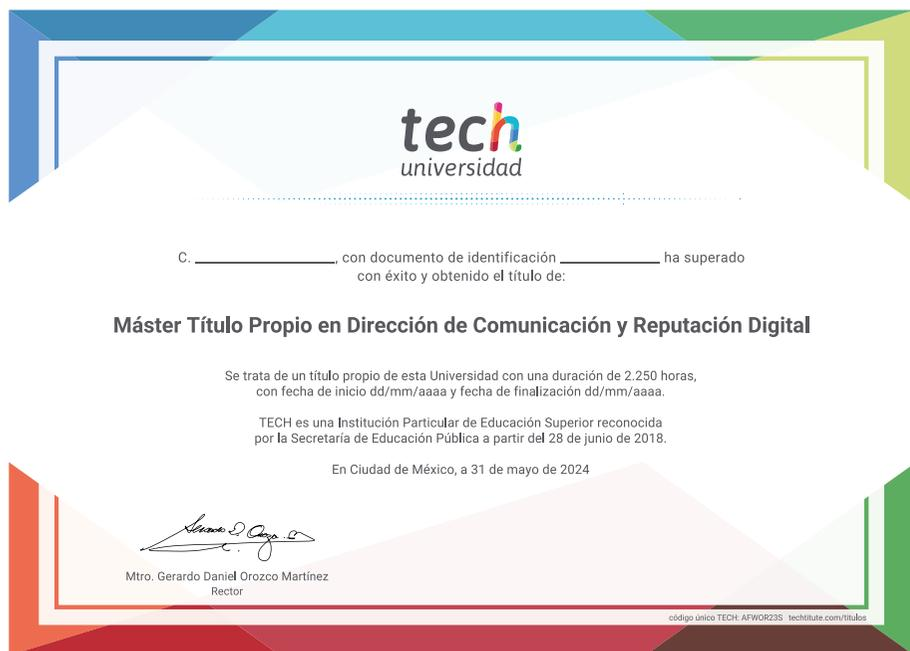 tech
universidad
C. ____________, con documento de identificación ____________ ha superado
con éxito y obtenido el título de:
Máster Título Propio en Dirección de Comunicación y Reputación Digital
Se trata de un título propio de esta Universidad con una duración de 2.250 horas,
con fecha de inicio dd/mm/aaaa y fecha de finalización dd/mm/aaaa.
TECH es una Institución Particular de Educación Superior reconocida
por la Secretaría de Educación Pública a partir del 28 de junio de 2018.
En Ciudad de México, a 31 de mayo de 2024
Mtro. Gerardo Daniel Orozco Martínez
Rector
código único TECH: AFWOR23S techtitute.com/titulos